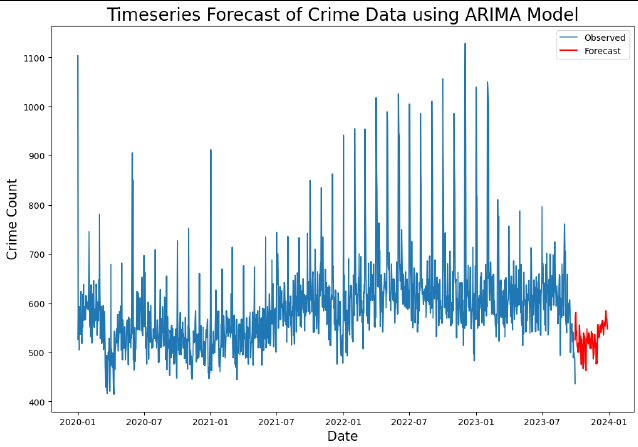 Timeseries Forecast of Crime Data using ARIMA Model
Observed
Forecast
1100
1000
900
800
700
600
500
400
Crime Count
2020-01 2020-07 2021-01 2021-07 2022-01 2022-07 2023-01 2023-07 2024-01
Date